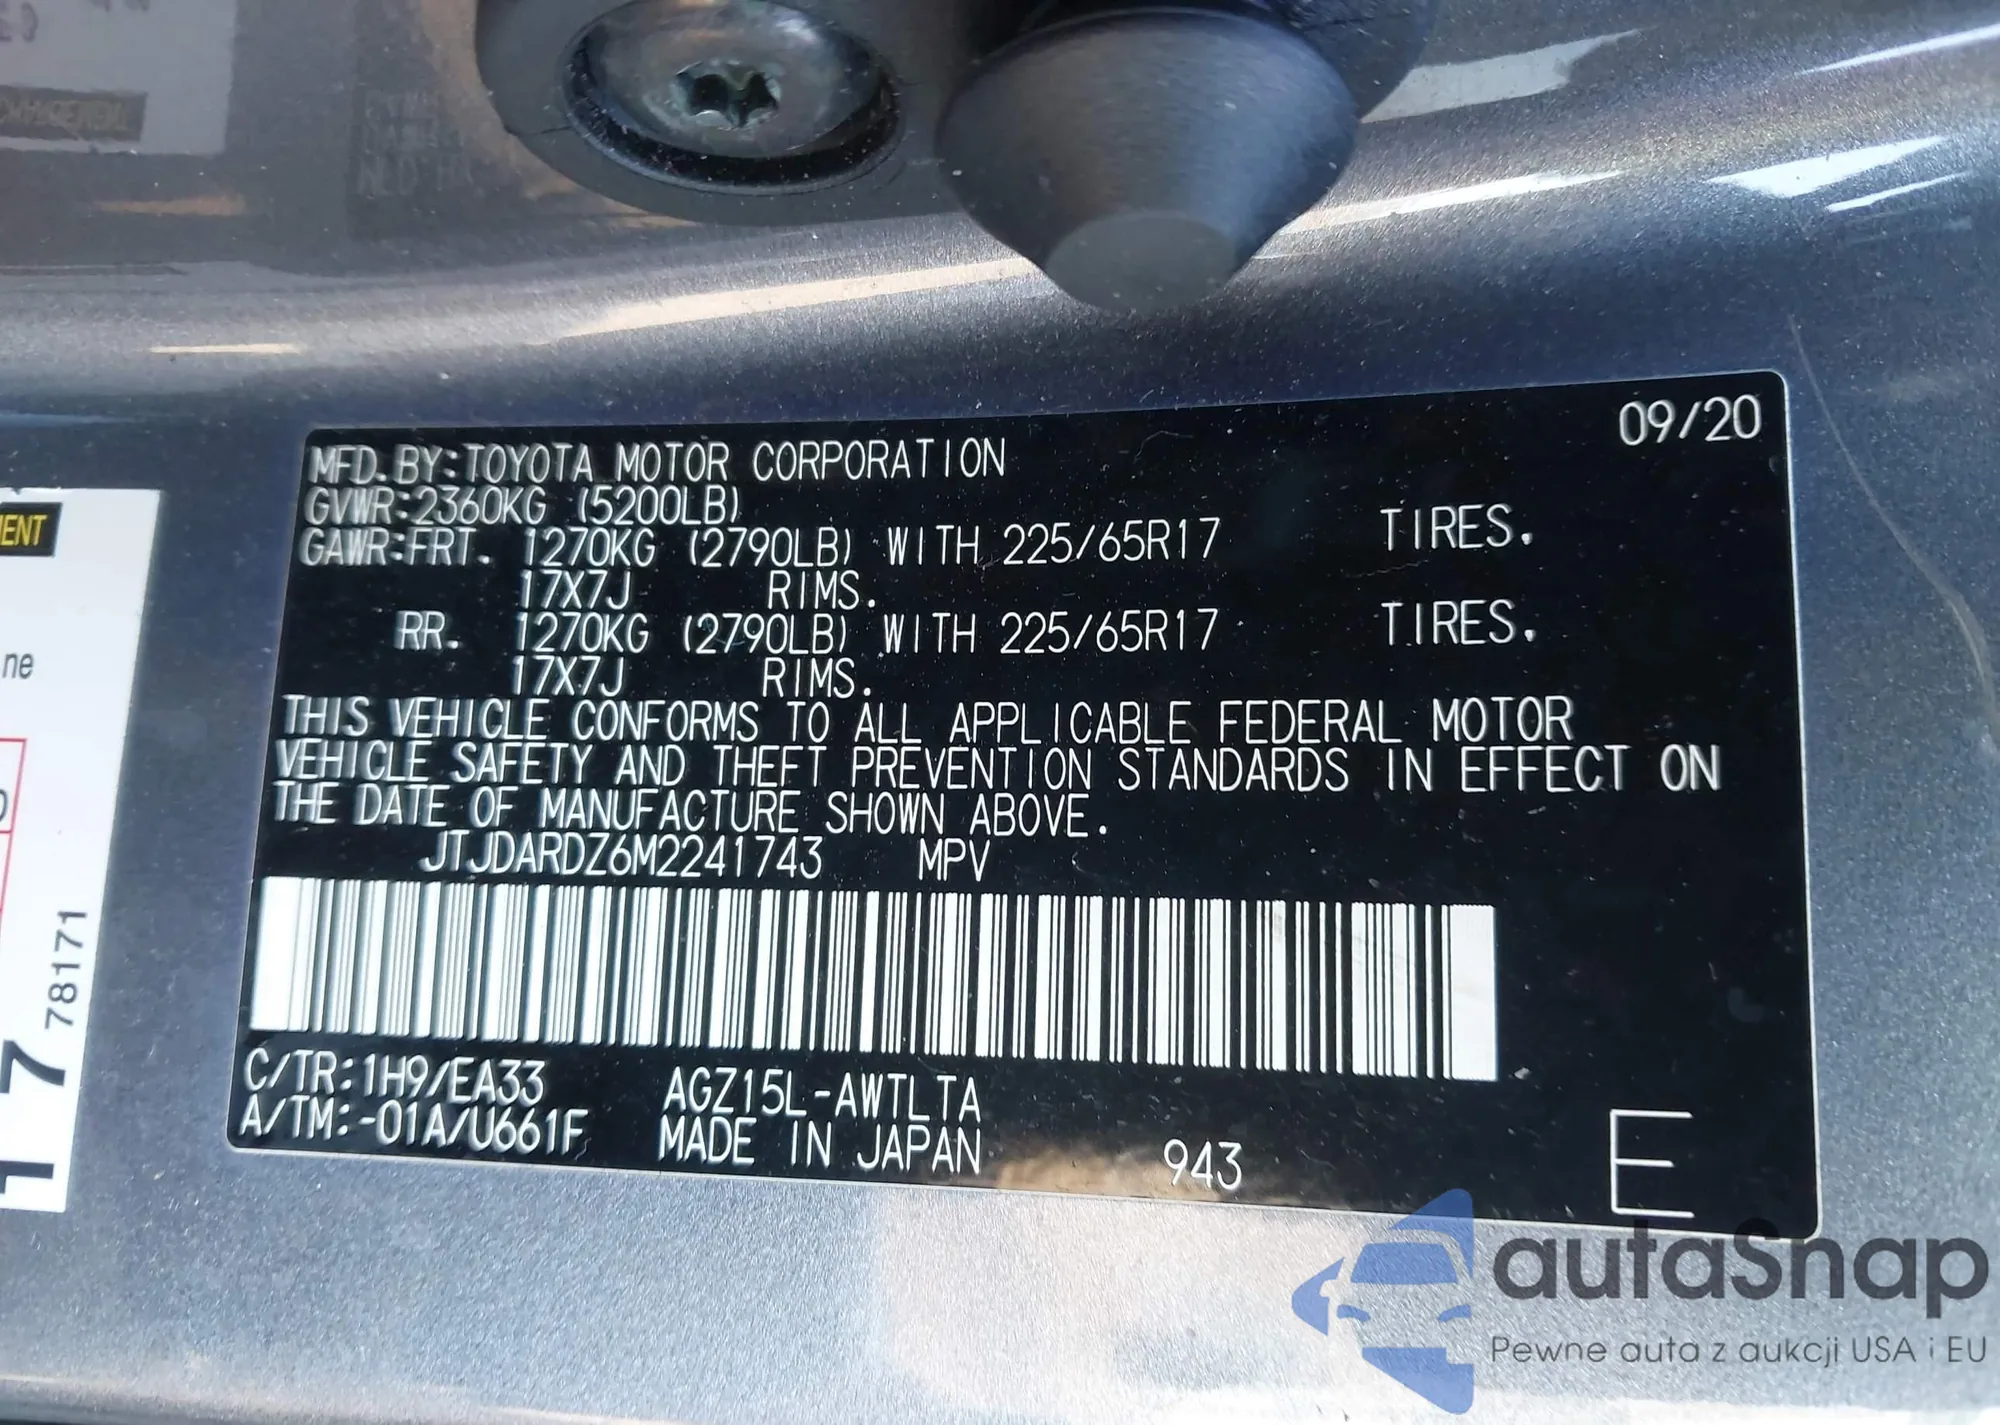 09/20
MFD.BY:TOYOTA MOTOR CORPORATION
GVWR:2360KG (5200LB)
GAWR:FRT. 1270KG (2790LB) WITH 225/65R17 TIRES.
17X7J RIMS.
RR. 1270KG (2790LB) WITH 225/65R17 TIRES.
17X7J RIMS.
THIS VEHICLE CONFORMS TO ALL APPLICABLE FEDERAL MOTOR
VEHICLE SAFETY AND THEFT PREVENTION STANDARDS IN EFFECT ON
THE DATE OF MANUFACTURE SHOWN ABOVE.
JTJDARDZ6M2241743 MPV
C/TR:1H9/EA33 AGZ15L-AWTLTA
A/TM:-01A/U661F MADE IN JAPAN 943 E
ne
78171
17
autaSnap
Pewne auta z aukcji USA i EU